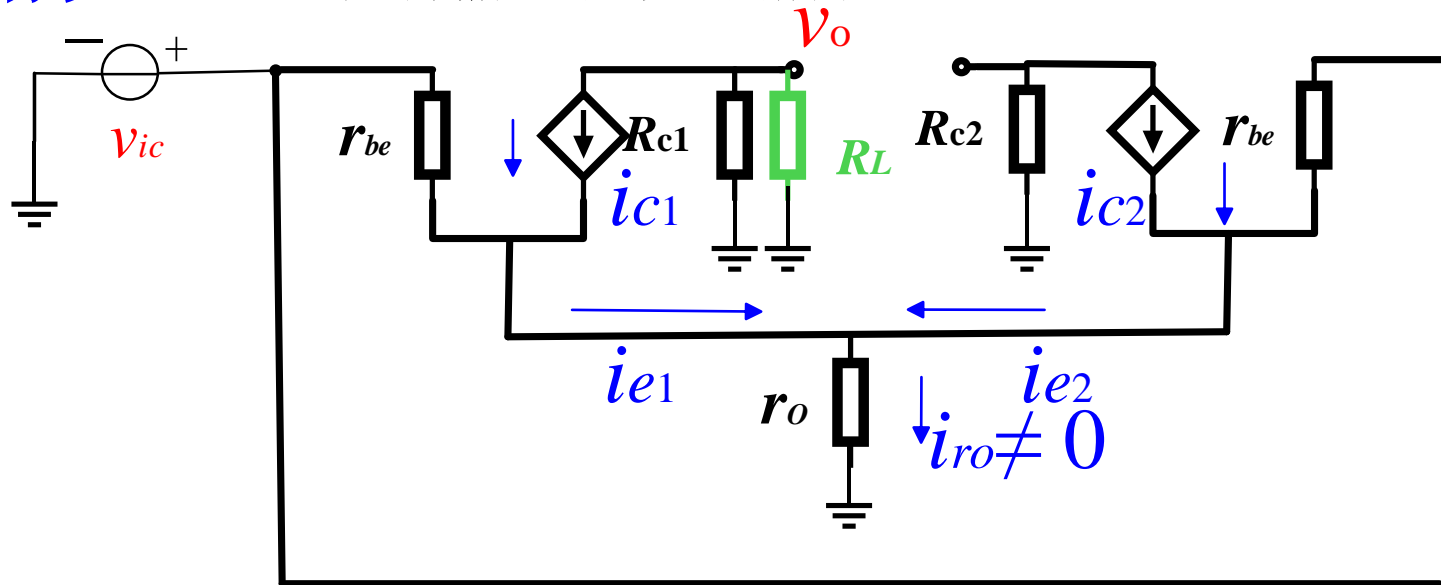 vo
− +
vic
rbe
Rc1
RL
Rc2
rbe
ic1
ic2
ie1
ie2
ro
iro≠ 0